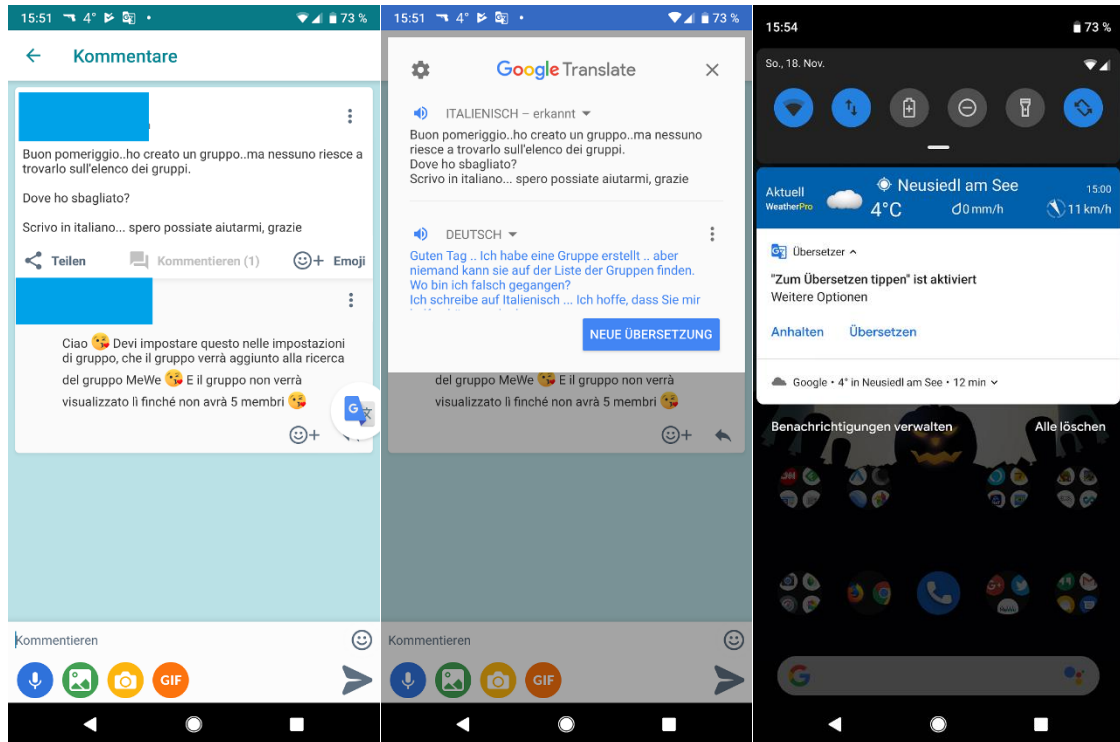 15:51 4° 73 %
Kommentare
Buon pomeriggio..ho creato un gruppo..ma nessuno riesce a
trovarlo sull'elenco dei gruppi.
Dove ho sbagliato?
Scrivo in italiano... spero possiate aiutarmi, grazie
Teilen Kommentieren (1) Emoji
Ciao 😘 Devi impostare questo nelle impostazioni
di gruppo, che il gruppo verrà aggiunto alla ricerca
del gruppo MeWe 😘 E il gruppo non verrà
visualizzato lì finché non avrà 5 membri 😘
Kommentieren
GIF
15:51 4° 73 %
Google Translate
ITALIENISCH – erkannt
Buon pomeriggio..ho creato un gruppo..ma nessuno
riesce a trovarlo sull'elenco dei gruppi.
Dove ho sbagliato?
Scrivo in italiano... spero possiate aiutarmi, grazie
DEUTSCH
Guten Tag .. Ich habe eine Gruppe erstellt .. aber
niemand kann sie auf der Liste der Gruppen finden.
Wo bin ich falsch gegangen?
Ich schreibe auf Italienisch ... Ich hoffe, dass Sie mir
NEUE ÜBERSETZUNG
del gruppo MeWe 😘 E il gruppo non verrà
visualizzato lì finché non avrà 5 membri 😘
Kommentieren
GIF
15:54 73 %
So., 18. Nov.
Aktuell Neusiedl am See 15:00
WeatherPro 4°C 0 mm/h 11 km/h
Übersetzer
"Zum Übersetzen tippen" ist aktiviert
Weitere Optionen
Anhalten Übersetzen
Google • 4° in Neusiedl am See • 12 min
Benachrichtigungen verwalten Alle löschen